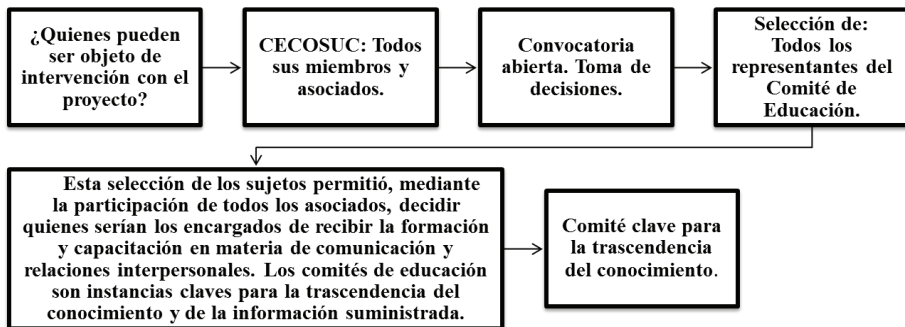 ¿Quienes pueden
ser objeto de
intervención con el
proyecto?
CECOSUC: Todos
sus miembros y
asociados.
Convocatoria
abierta. Toma de
decisiones.
Selección de:
Todos los
representantes del
Comité de
Educación.
Esta selección de los sujetos permitió, mediante
la participación de todos los asociados, decidir
quienes serían los encargados de recibir la formación
y capacitación en materia de comunicación y
relaciones interpersonales. Los comités de educación
son instancias claves para la trascendencia del
conocimiento y de la información suministrada.
Comité clave para
la trascendencia
del conocimiento.